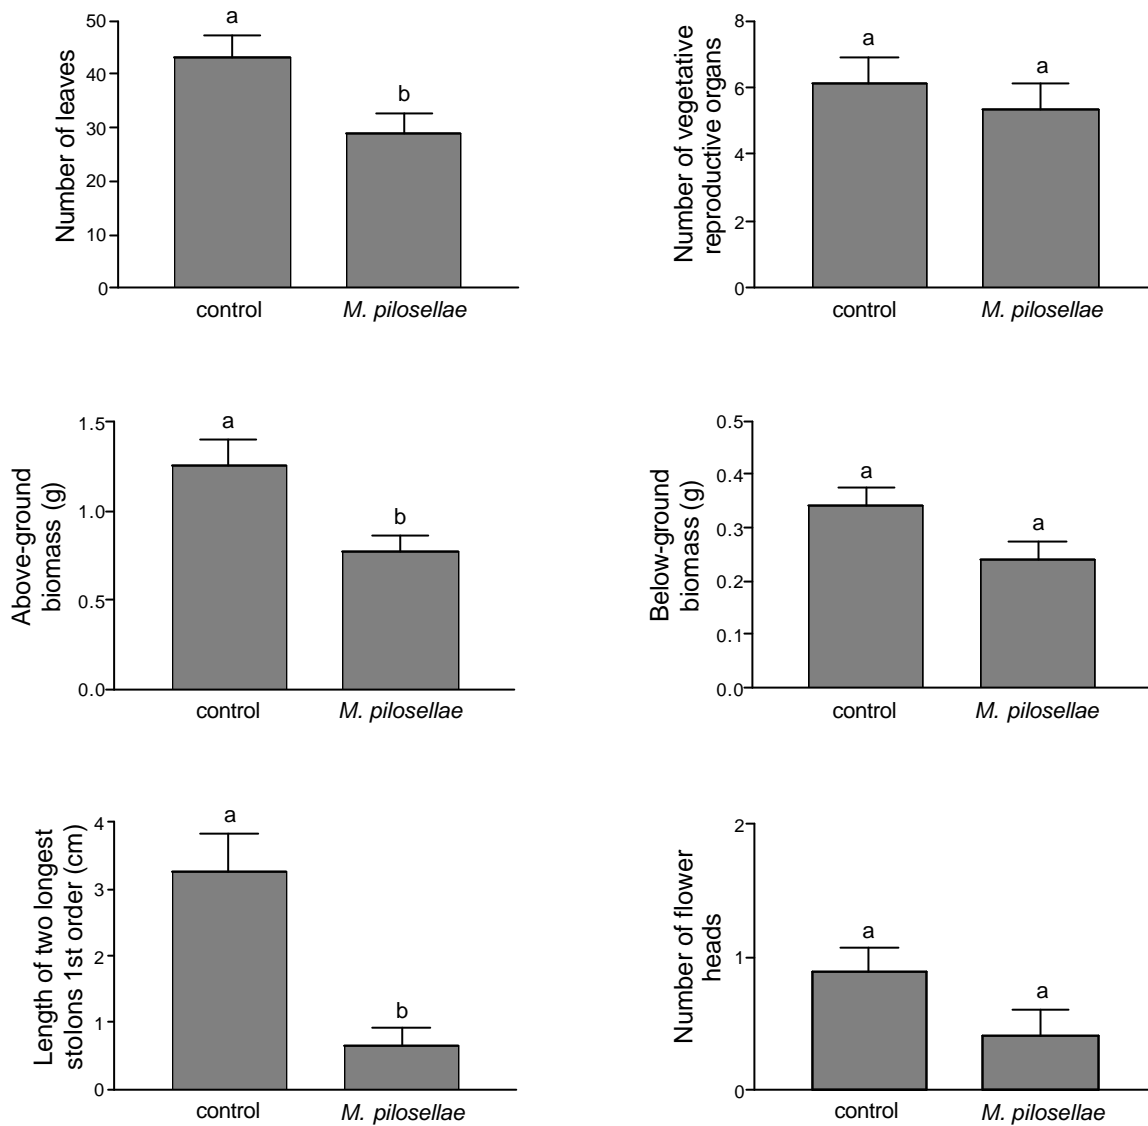 Number of leaves
50
40
30
20
10
0
a
b
control
M. pilosellae
Number of vegetative
reproductive organs
8
6
4
2
0
a
a
control
M. pilosellae
Above-ground
biomass (g)
1.5
1.0
0.5
0.0
a
b
control
M. pilosellae
Below-ground
biomass (g)
0.5
0.4
0.3
0.2
0.1
0.0
a
a
control
M. pilosellae
Length of two longest
stolons 1st order (cm)
4
3
2
1
0
a
b
control
M. pilosellae
Number of flower
heads
2
1
0
a
a
control
M. pilosellae